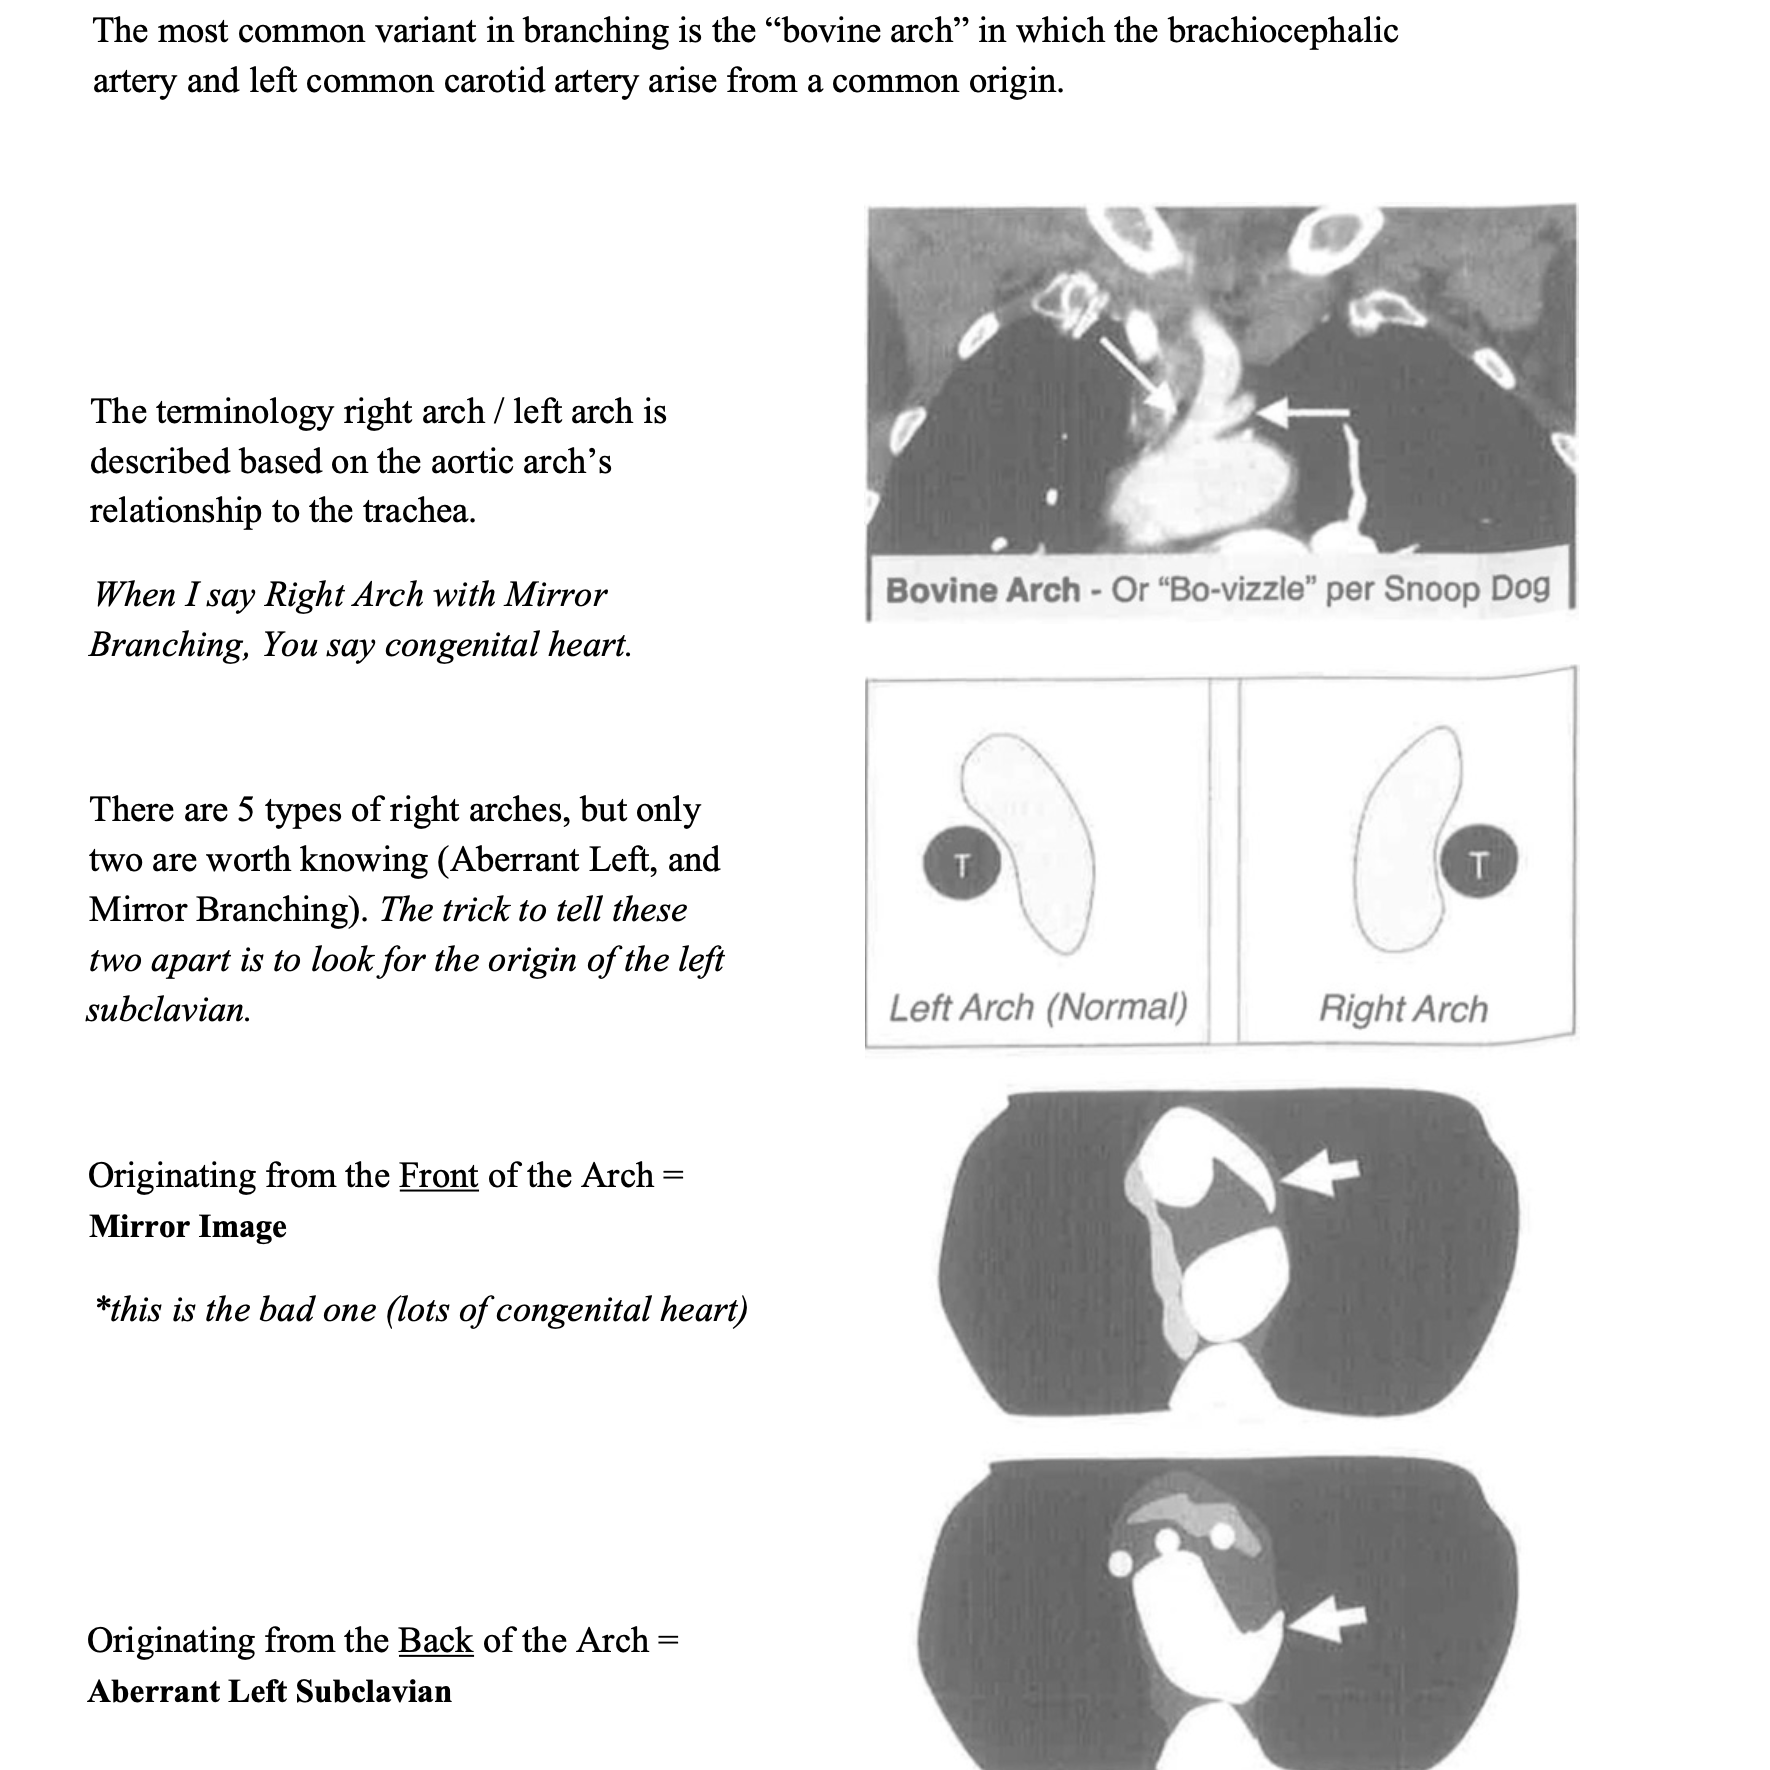 The most common variant in branching is the “bovine arch” in which the brachiocephalic
artery and left common carotid artery arise from a common origin.
The terminology right arch / left arch is
described based on the aortic arch’s
relationship to the trachea.
When I say Right Arch with Mirror
Branching, You say congenital heart.
Bovine Arch - Or “Bo-vizzle” per Snoop Dog
There are 5 types of right arches, but only
two are worth knowing (Aberrant Left, and
Mirror Branching). The trick to tell these
two apart is to look for the origin of the left
subclavian.
T
T
Left Arch (Normal)
Right Arch
Originating from the Front of the Arch =
Mirror Image
*this is the bad one (lots of congenital heart)
Originating from the Back of the Arch =
Aberrant Left Subclavian